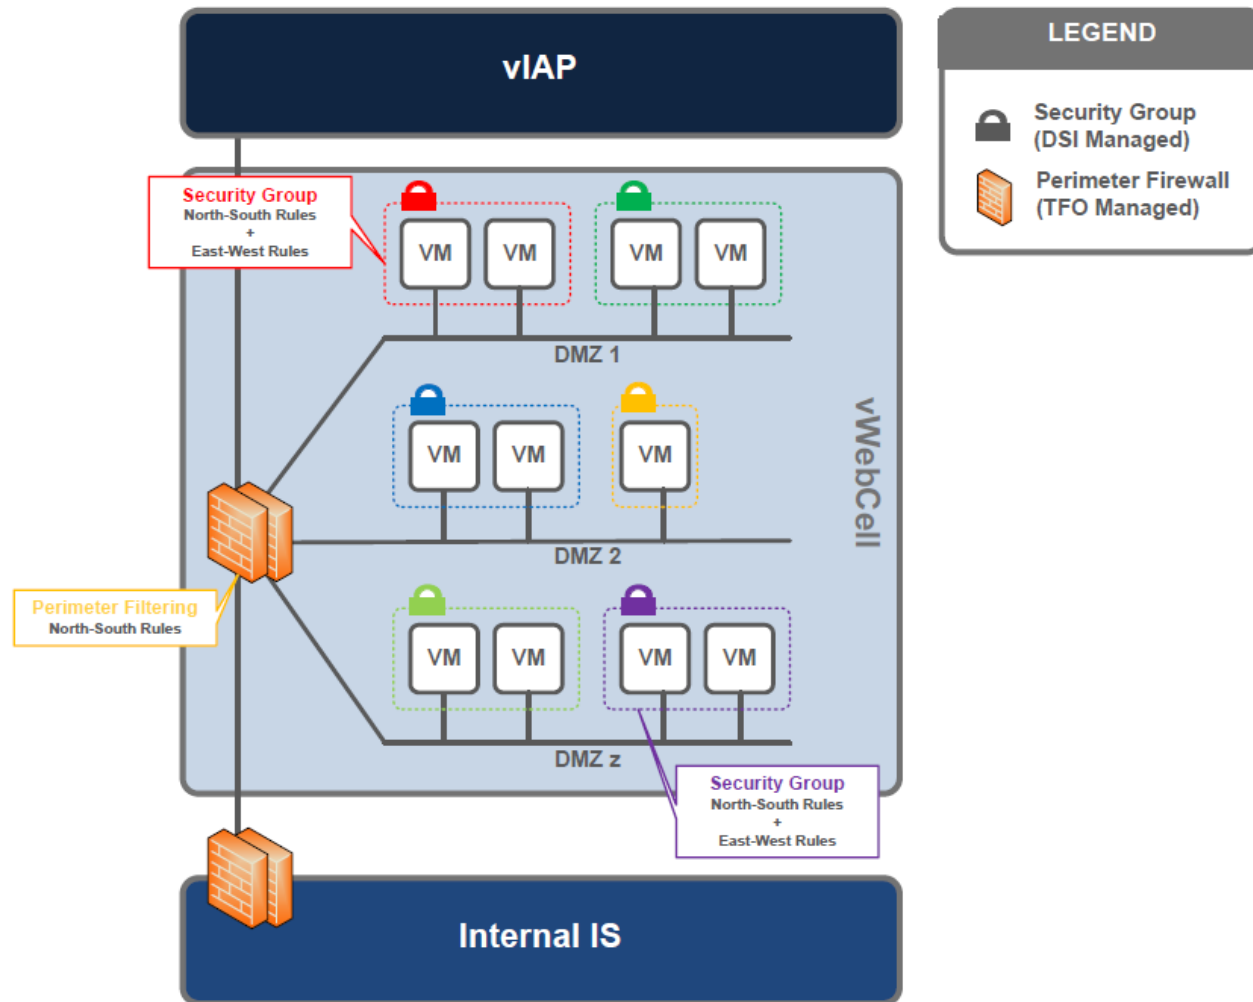 vIAP
LEGEND
Security Group
(DSI Managed)
Perimeter Firewall
(TFO Managed)
Security Group
North-South Rules
+
East-West Rules
VM
VM
VM
VM
DMZ 1
VM
VM
VM
DMZ 2
vWebCell
Perimeter Filtering
North-South Rules
VM
VM
VM
VM
DMZ z
Security Group
North-South Rules
+
East-West Rules
Internal IS